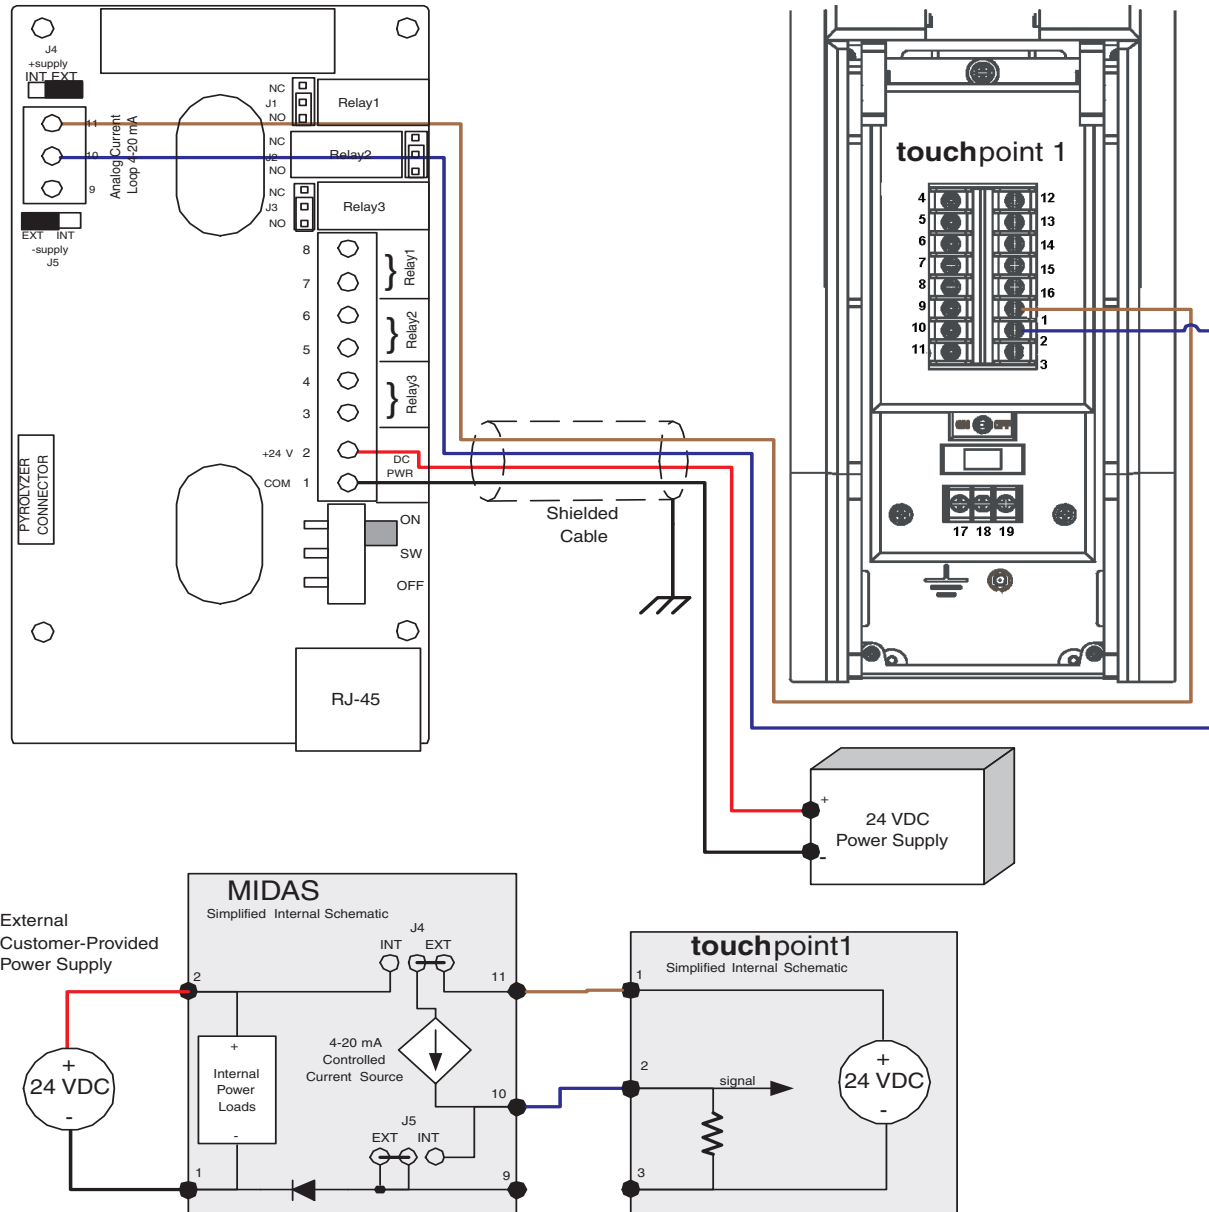 J4
+supply
INT EXT
11
10
9
Analog Current
Loop 4-20 mA
EXT INT
-supply
J5
NC
J1
NO
Relay1
NC
J2
NO
Relay2
NC
J3
NO
Relay3
8
7
Relay1
6
5
Relay2
4
3
Relay3
+24 V 2
COM 1
DC
PWR
PYROLYZER
CONNECTOR
ON
SW
OFF
RJ-45
Shielded
Cable
touchpoint 1
4
5
6
7
8
9
10
11
12
13
14
15
16
1
2
3
ON OFF
17 18 19
+
24 VDC
Power Supply
-
External
Customer-Provided
Power Supply
+
24 VDC
-
MIDAS
Simplified Internal Schematic
J4
INT EXT
2
11
+
Internal
Power
Loads
-
4-20 mA
Controlled
Current Source
10
J5
EXT INT
1
9
touchpoint1
Simplified Internal Schematic
1
2
signal
+
24 VDC
-
3